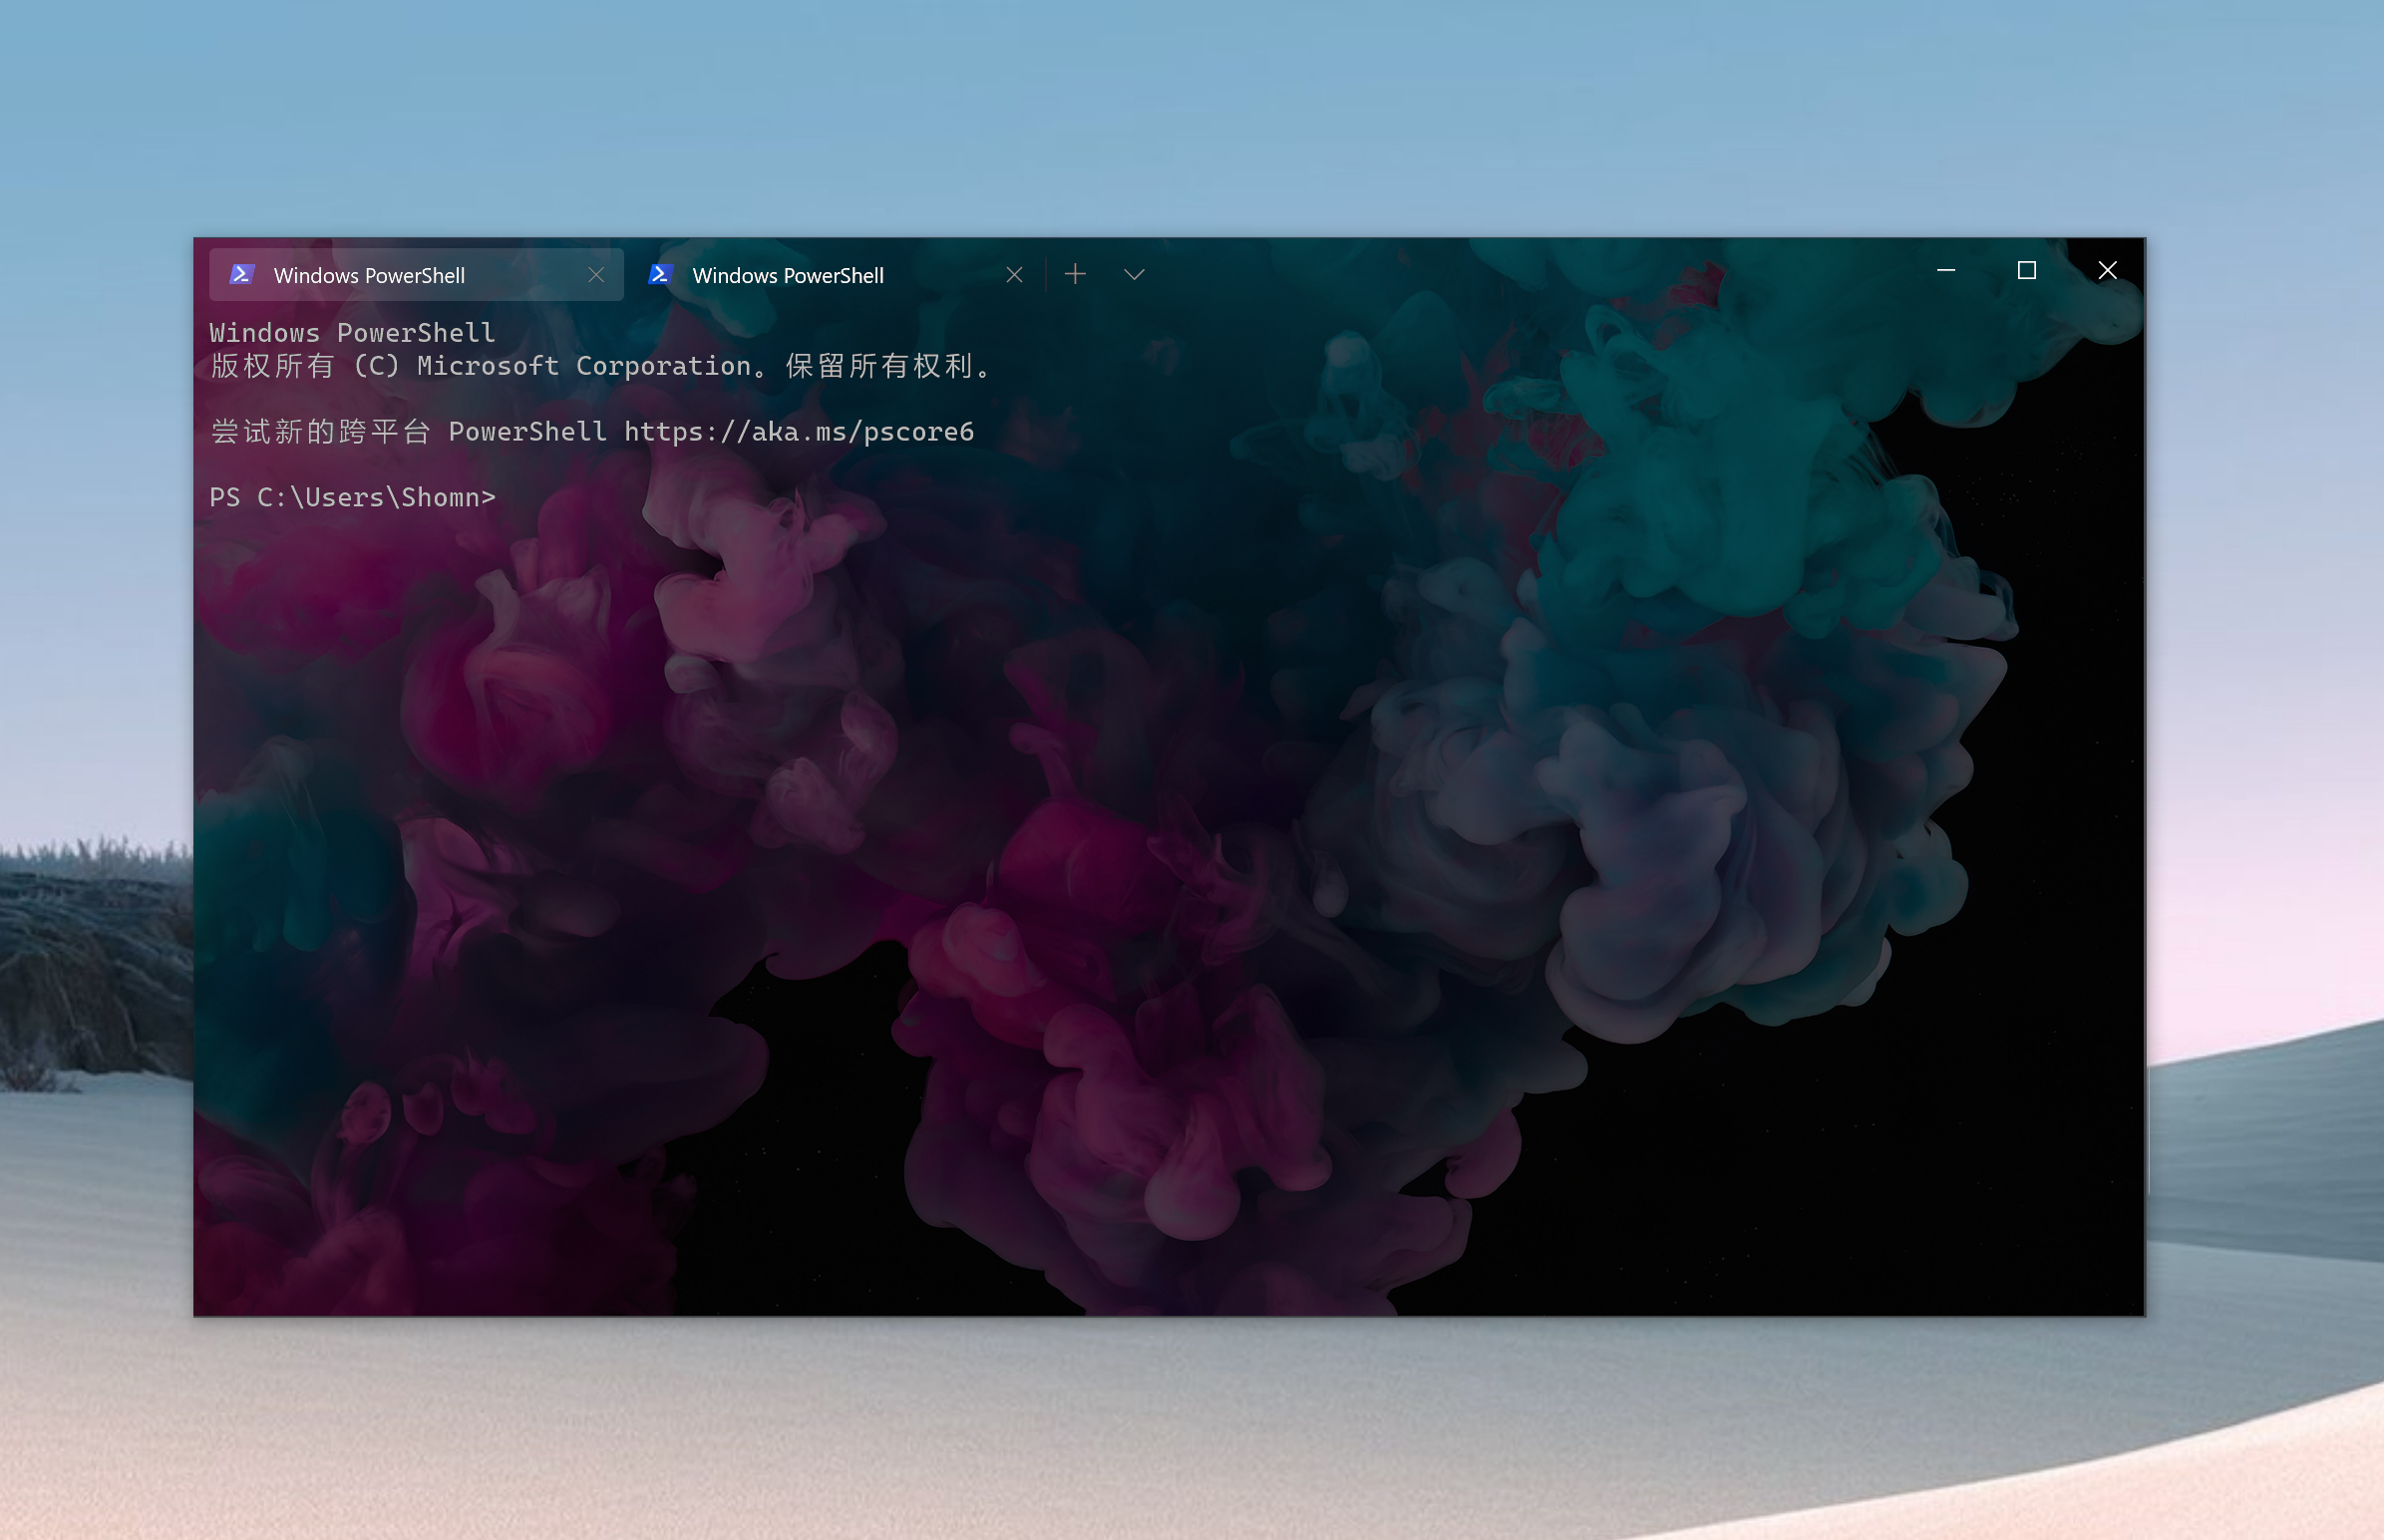 Windows PowerShell
Windows PowerShell
Windows PowerShell
版权所有 (C) Microsoft Corporation。保留所有权利。
尝试新的跨平台 PowerShell https://aka.ms/pscore6
PS C:\Users\Shomn>